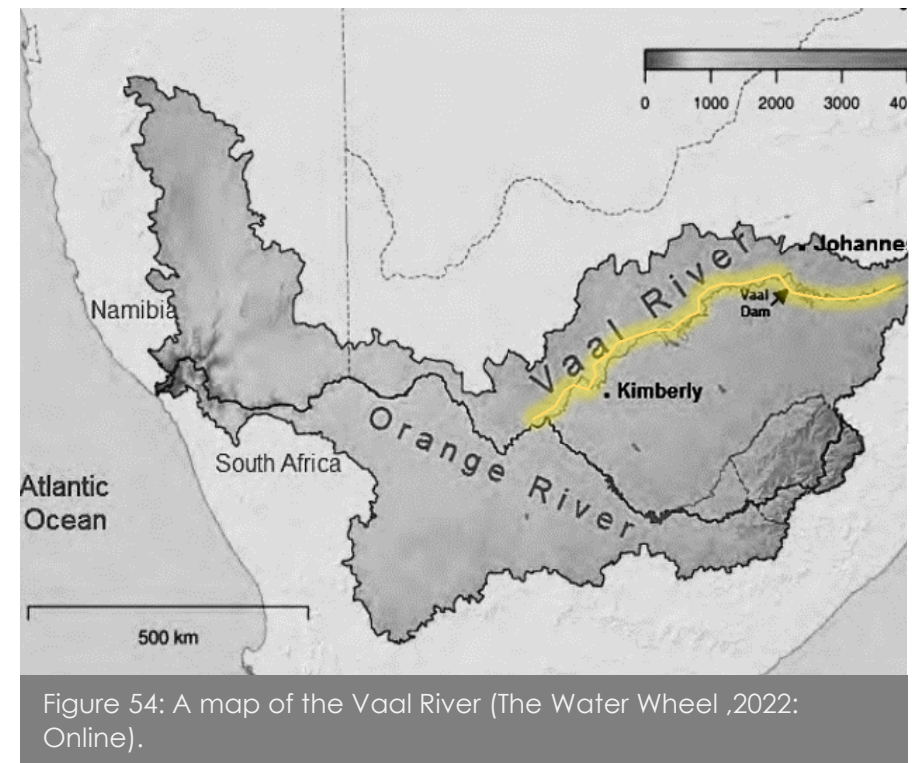 0 1000 2000 3000 40
Johanne
Vaal River
Vaal
Dam
Namibia
Kimberly
Orange River
South Africa
Atlantic
Ocean
500 km
Figure 54: A map of the Vaal River (The Water Wheel ,2022:
Online).